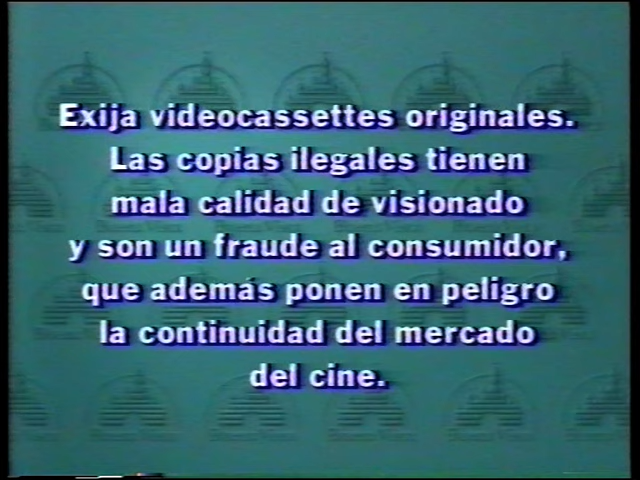 Exija videocassettes originales.
Las copias ilegales tienen
mala calidad de visionado
y son un fraude al consumidor,
que además ponen en peligro
la continuidad del mercado
del cine.